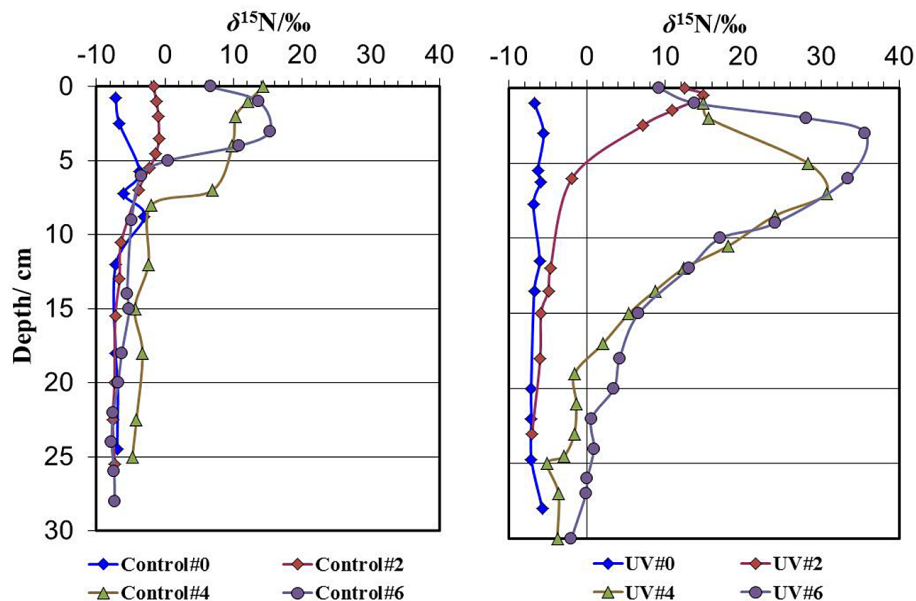 δ¹⁵N/‰
-10 0 10 20 30 40
0
5
10
15
20
25
30
Depth/ cm
Control#0 Control#2
Control#4 Control#6
δ¹⁵N/‰
-10 0 10 20 30 40
UV#0 UV#2
UV#4 UV#6